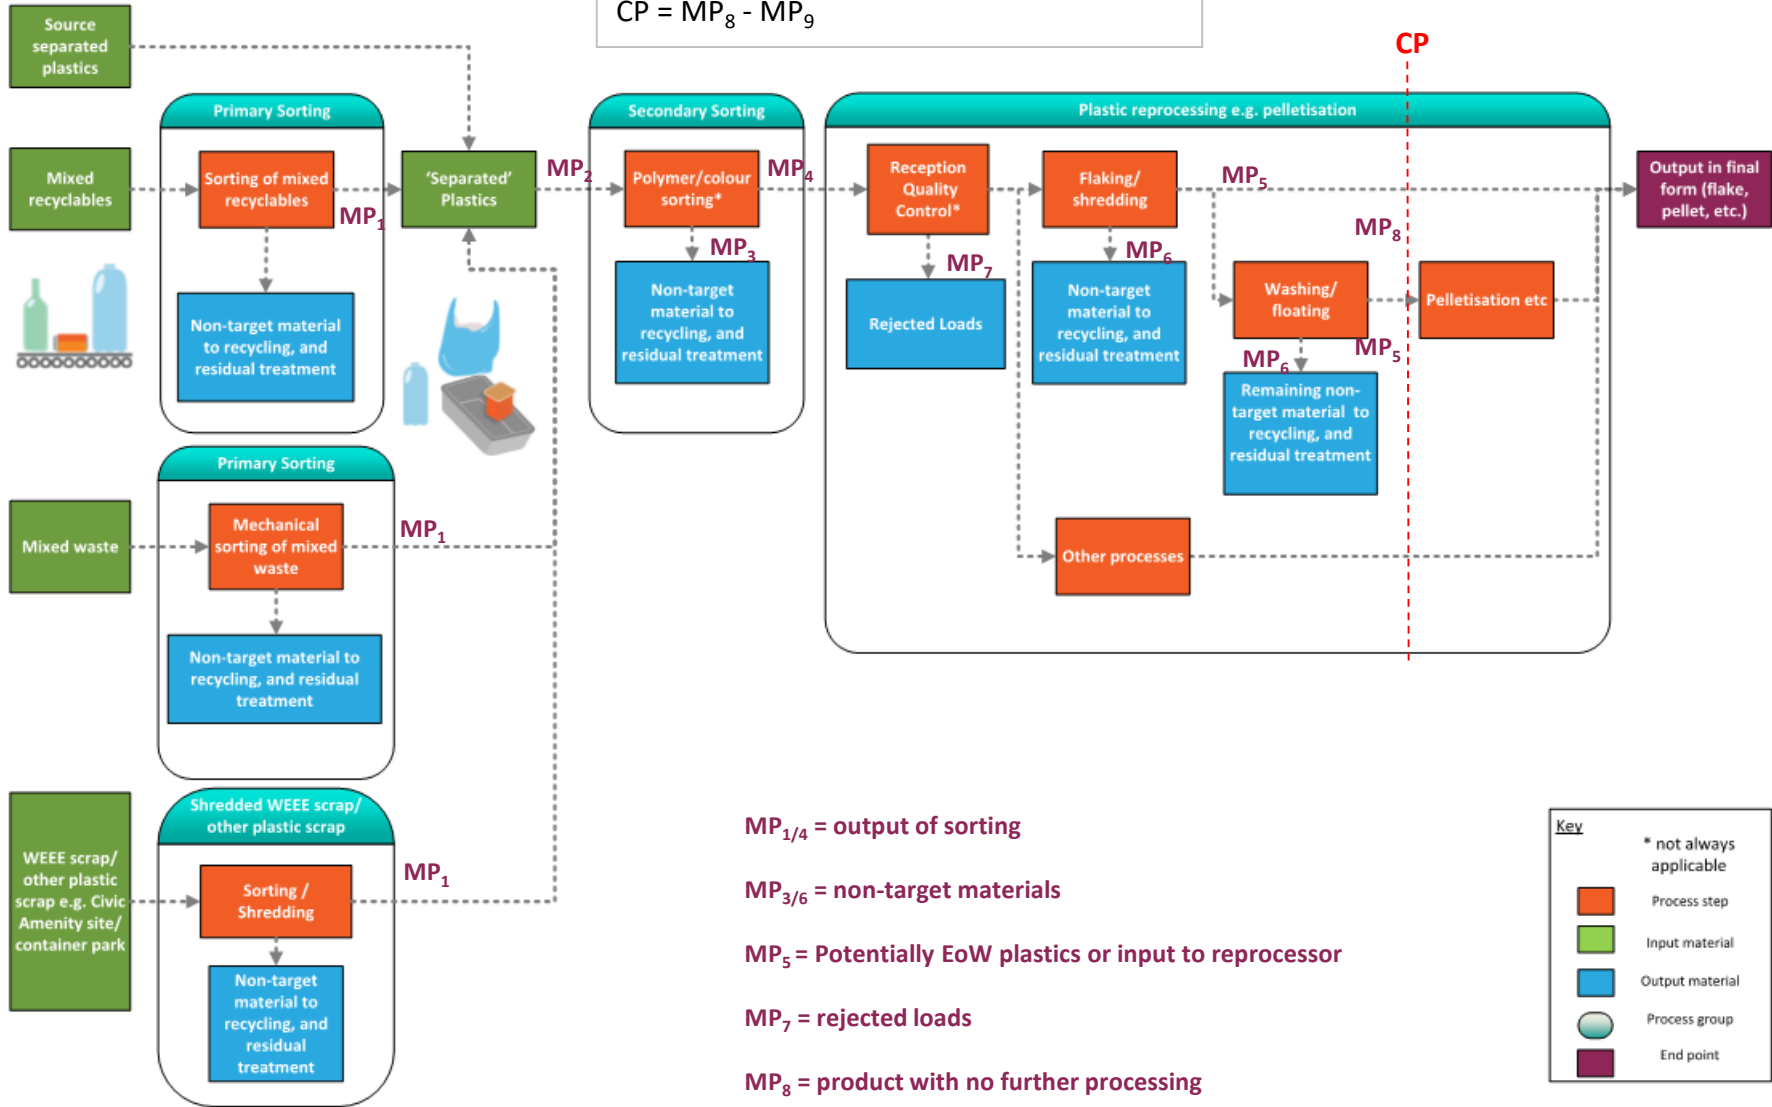 CP = MP8 - MP9
CP
Source
separated
plastics
Primary Sorting
Secondary Sorting
Plastic reprocessing e.g. pelletisation
Mixed
recyclables
Sorting of mixed
recyclables
MP1
'Separated'
Plastics
MP2
Polymer/colour
sorting*
MP4
Reception
Quality
Control*
Flaking/
shredding
MP5
Output in final
form (flake,
pellet, etc.)
MP3
MP7
MP6
MP8
Non-target material
to recycling, and
residual treatment
Non-target
material to
recycling, and
residual treatment
Rejected Loads
Non-target
material to
recycling, and
residual treatment
Washing/
floating
Pelletisation etc
MP6
MP5
Remaining non-
target material to
recycling, and
residual treatment
Primary Sorting
Mixed waste
Mechanical
sorting of mixed
waste
MP1
Other processes
Non-target material to
recycling, and residual
treatment
Shredded WEEE scrap/
other plastic scrap
WEEE scrap/
other plastic
scrap e.g. Civic
Amenity site/
container park
Sorting /
Shredding
MP1
Non-target
material to
recycling, and
residual
treatment
MP1/4 = output of sorting
MP3/6 = non-target materials
MP5 = Potentially EoW plastics or input to reprocessor
MP7 = rejected loads
MP8 = product with no further processing
Key
* not always
applicable
Process step
Input material
Output material
Process group
End point